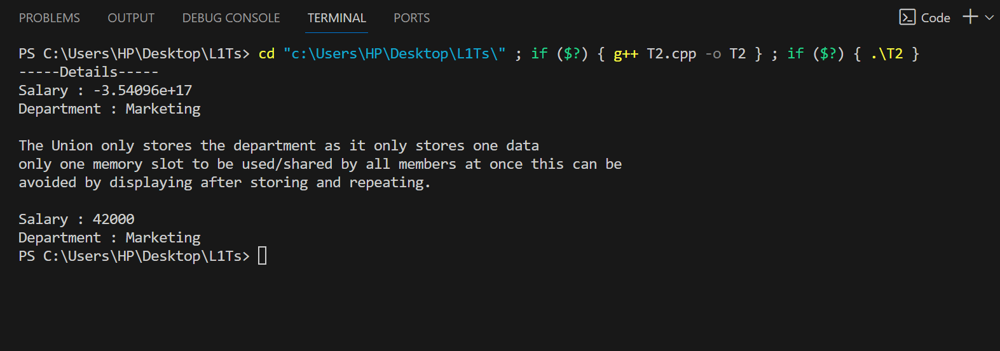 PROBLEMS OUTPUT DEBUG CONSOLE TERMINAL PORTS Code
PS C:\Users\HP\Desktop\L1Ts> cd "c:\Users\HP\Desktop\L1Ts\" ; if ($?) { g++ T2.cpp -o T2 } ; if ($?) { .\T2 }
-----Details-----
Salary : -3.54096e+17
Department : Marketing
The Union only stores the department as it only stores one data
only one memory slot to be used/shared by all members at once this can be
avoided by displaying after storing and repeating.
Salary : 42000
Department : Marketing
PS C:\Users\HP\Desktop\L1Ts>